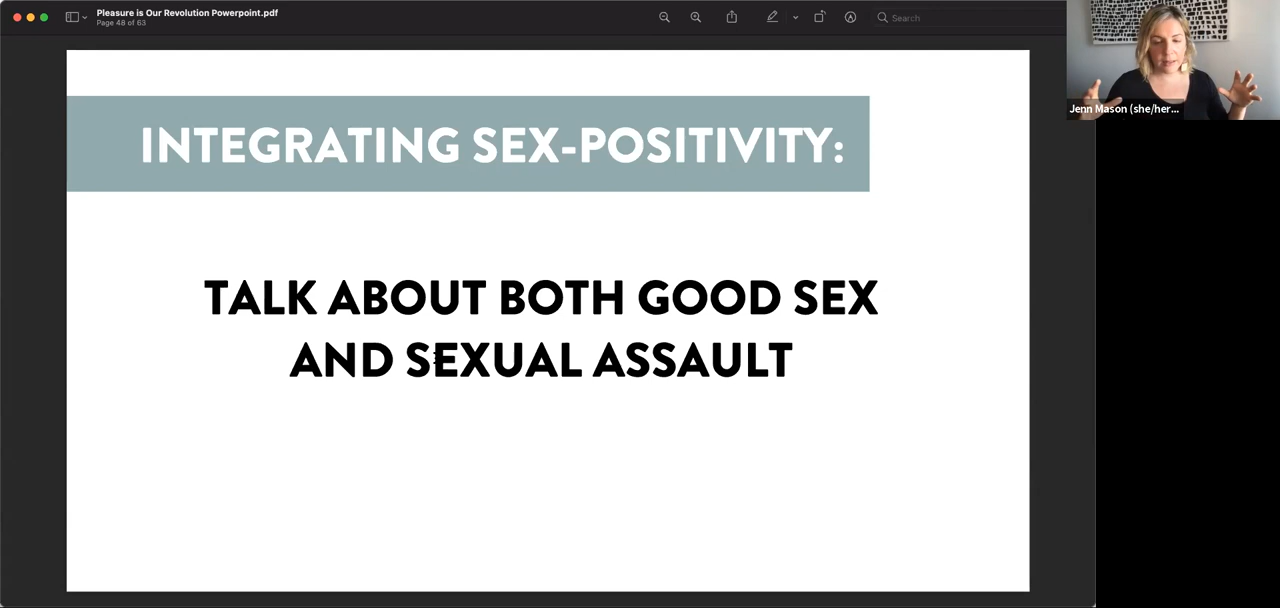 Pleasure is Our Revolution Powerpoint.pdf
Page 48 of 63
Search
Jenn Mason (she/her...
INTEGRATING SEX-POSITIVITY:
TALK ABOUT BOTH GOOD SEX
AND SEXUAL ASSAULT